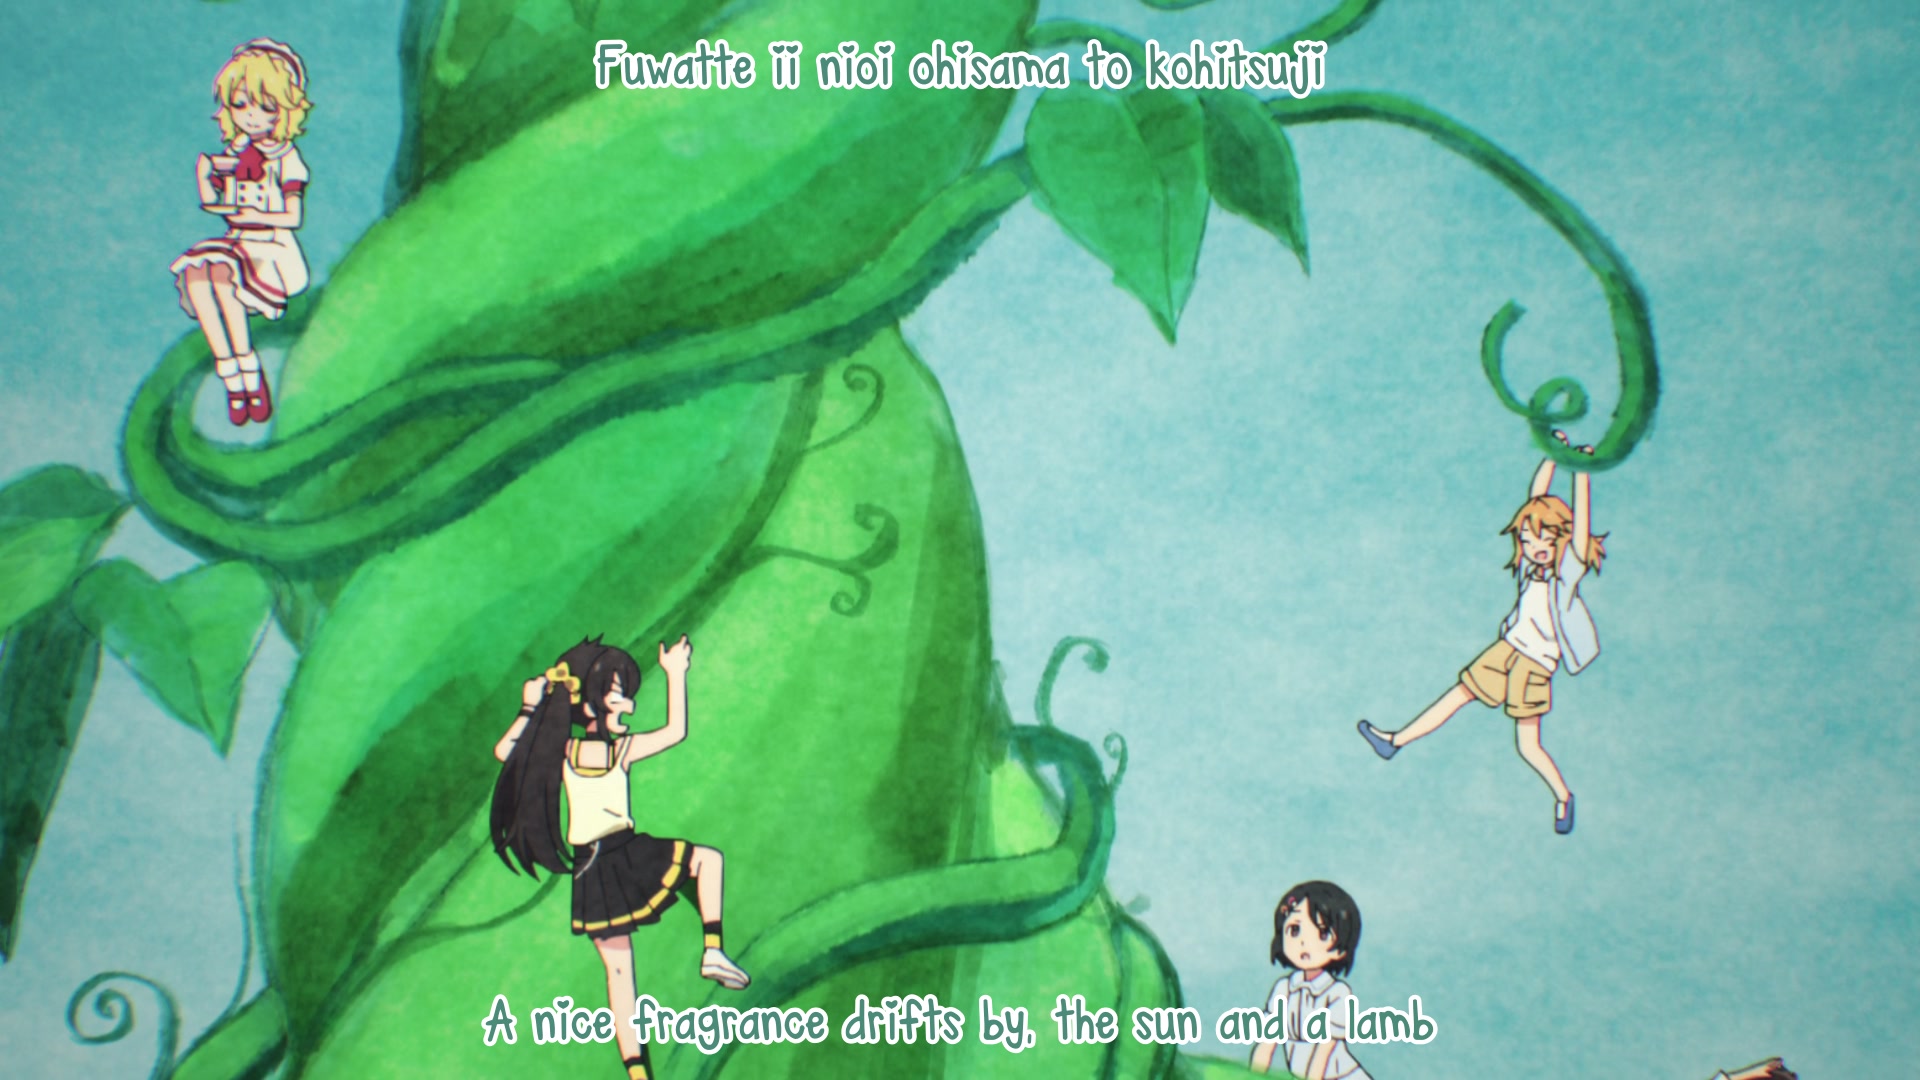 Fuwatte ii nioi ohisama to kohitsuji
A nice fragrance drifts by, the sun and a lamb